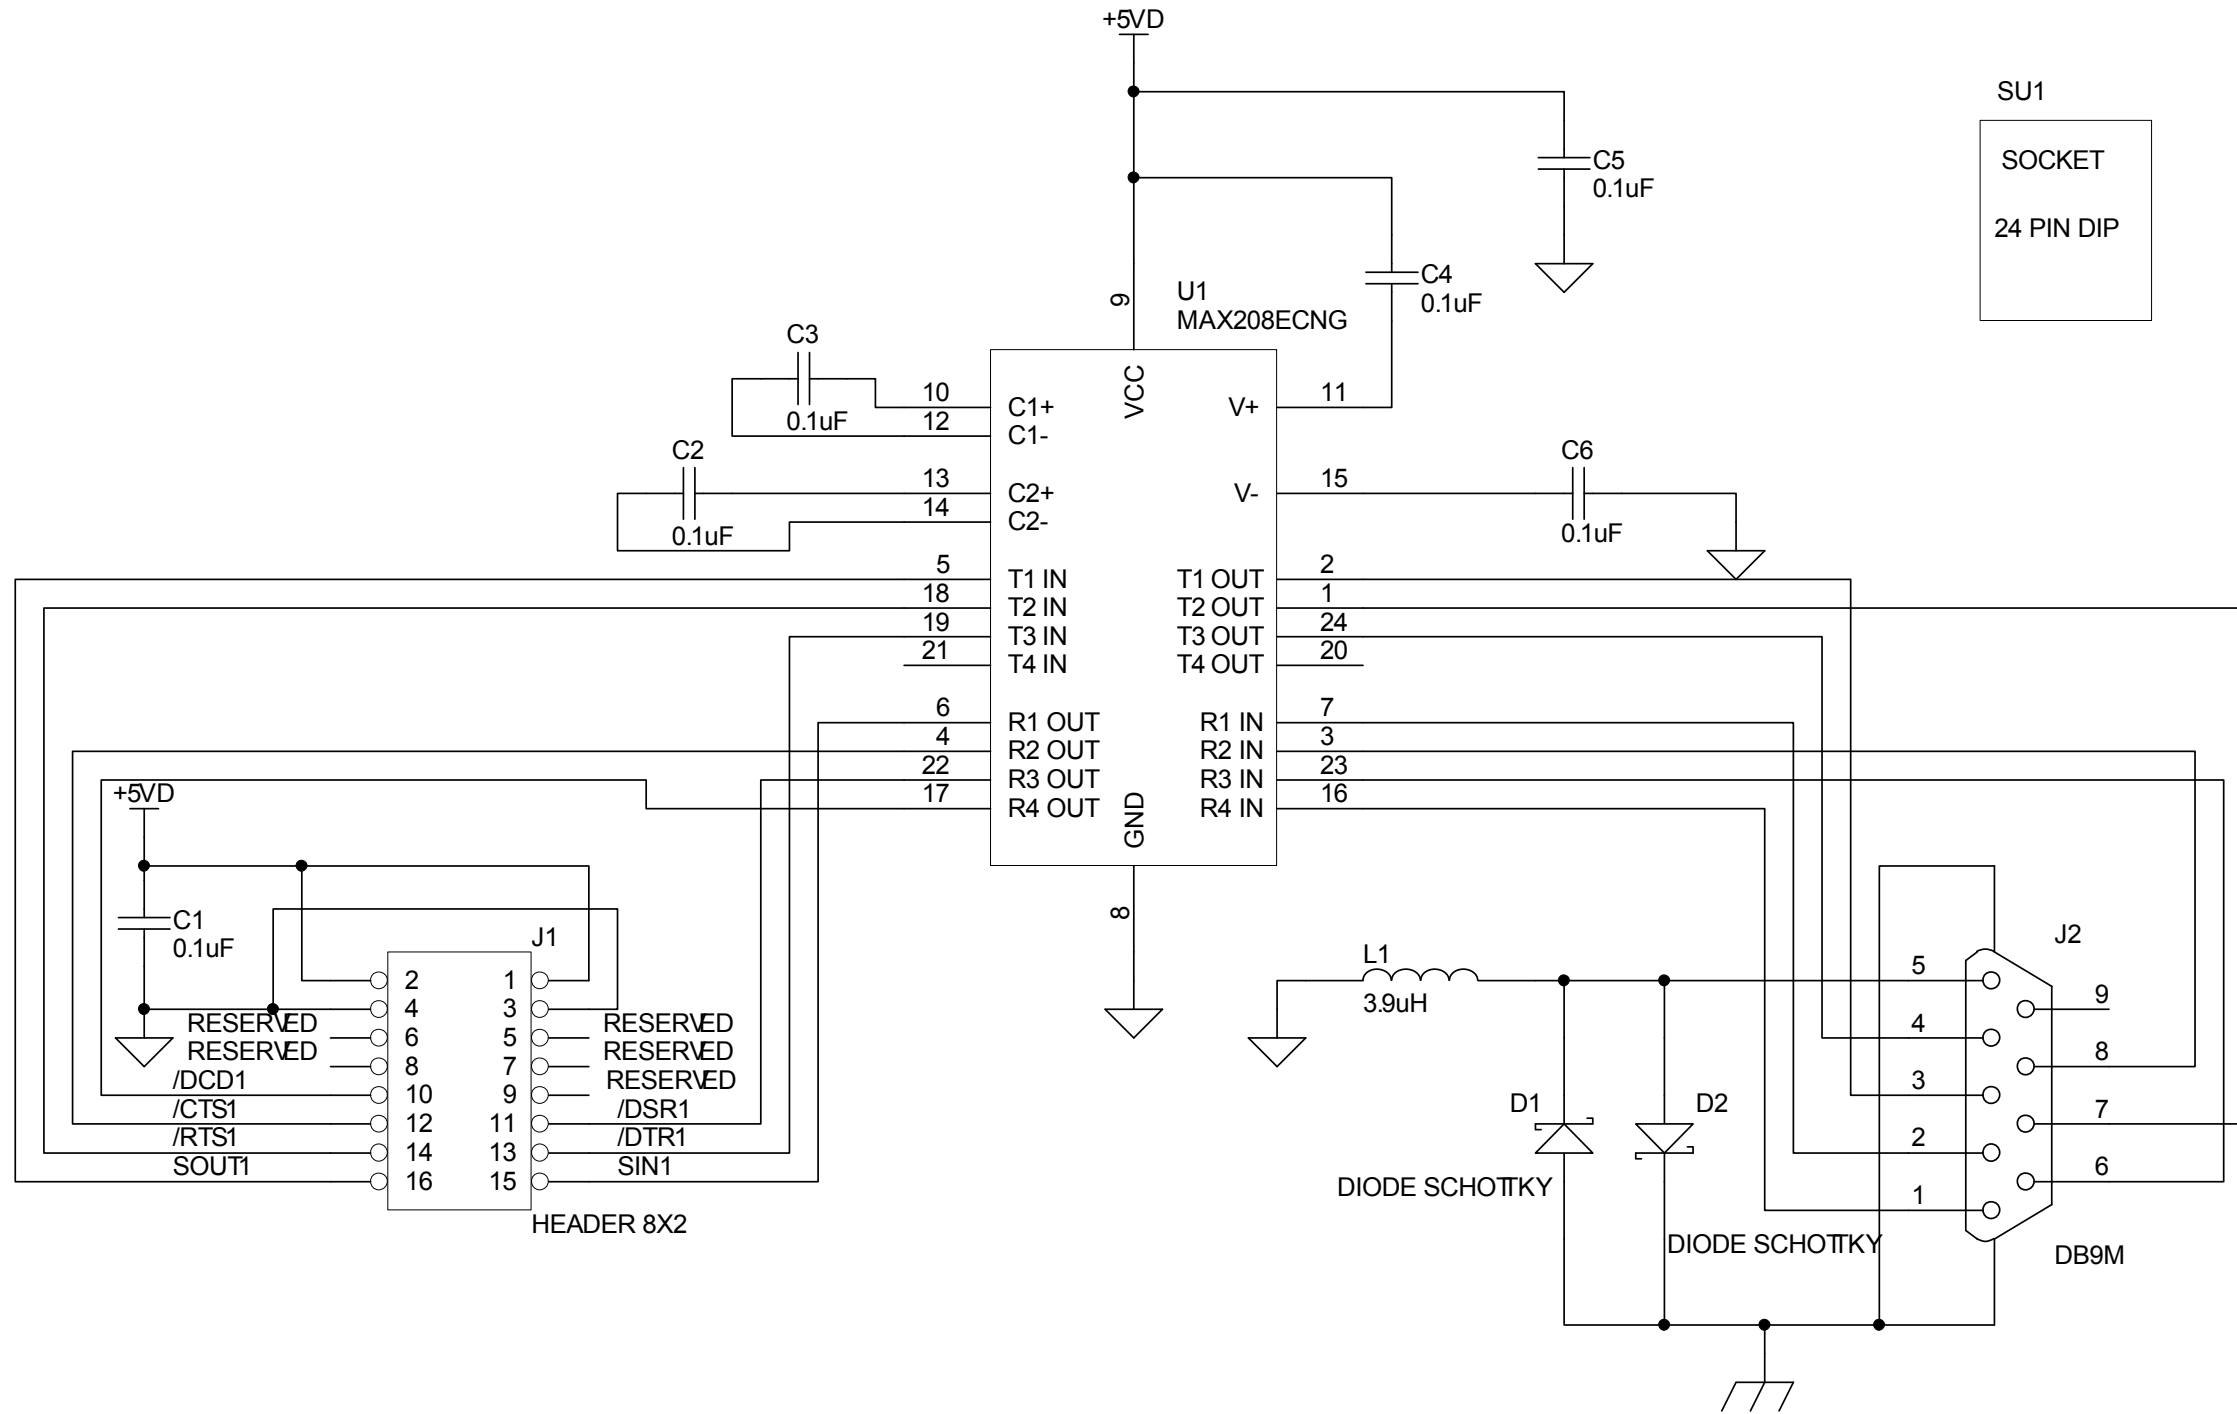 +5VD
SU1
SOCKET
24 PIN DIP
C5
0.1uF
C4
0.1uF
9
U1
MAX208ECNG
C3
0.1uF
10
12
C1+
C1-
VCC
V+
11
C2
0.1uF
13
14
C2+
C2-
V-
15
C6
0.1uF
5
T1 IN
T1 OUT
2
18
T2 IN
T2 OUT
1
19
T3 IN
T3 OUT
24
21
T4 IN
T4 OUT
20
6
R1 OUT
R1 IN
7
4
R2 OUT
R2 IN
3
22
R3 OUT
R3 IN
23
17
R4 OUT
R4 IN
16
GND
8
+5VD
C1
0.1uF
J1
2 1
4 3
RESERVED
6 5
RESERVED
RESERVED
8 7
RESERVED
/DCD1
10 9
RESERVED
/CTS1
12 11
/DSR1
/RTS1
14 13
/DTR1
SOUT1
16 15
SIN1
HEADER 8X2
L1
3.9uH
D1
DIODE SCHOTTKY
D2
DIODE SCHOTTKY
J2
5
9
4
8
3
7
2
6
1
DB9M